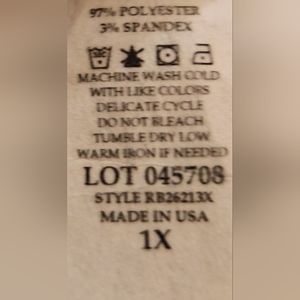 97% POLYESTER
3% SPANDEX
MACHINE WASH COLD
WITH LIKE COLORS
DELICATE CYCLE
DO NOT BLEACH
TUMBLE DRY LOW
WARM IRON IF NEEDED
LOT 045708
STYLE RB26213X
MADE IN USA
1X